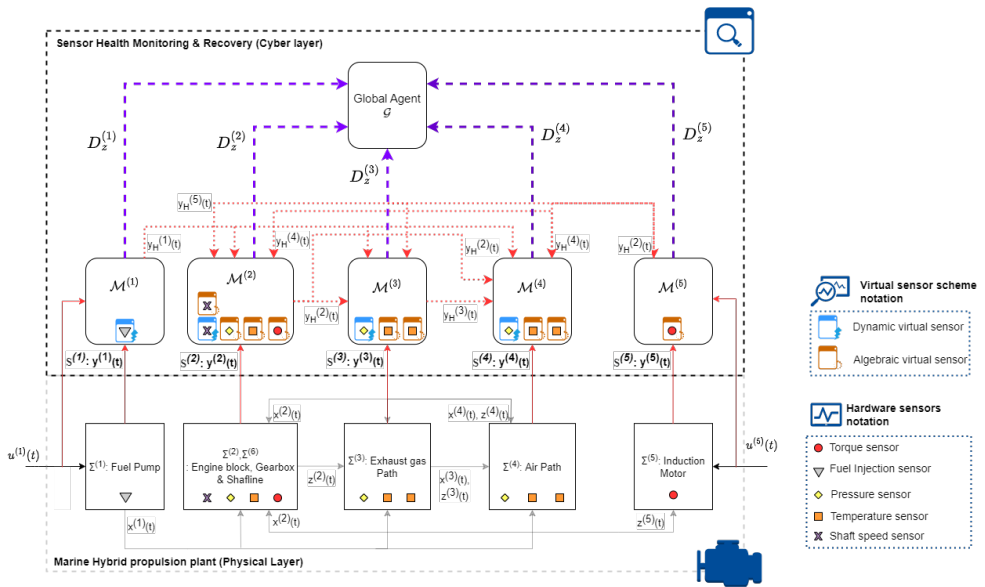 Sensor Health Monitoring & Recovery (Cyber layer)
Global Agent
𝒢
D_z^(1)
D_z^(2)
D_z^(3)
D_z^(4)
D_z^(5)
y_H^(5)(t)
y_H^(1)(t)
y_H^(4)(t)
y_H^(2)(t)
y_H^(4)(t)
y_H^(2)(t)
ℳ^(1)
ℳ^(2)
ℳ^(3)
ℳ^(4)
ℳ^(5)
y_H^(2)(t)
y_H^(3)(t)
S^(1): y^(1)(t)
S^(2): y^(2)(t)
S^(3): y^(3)(t)
S^(4): y^(4)(t)
S^(5): y^(5)(t)
Virtual sensor scheme
notation
Dynamic virtual sensor
Algebraic virtual sensor
x^(2)(t)
x^(4)(t), z^(4)(t)
u^(1)(t)
u^(5)(t)
Σ^(1): Fuel Pump
Σ^(2),Σ^(6)
: Engine block, Gearbox
& Shafline
z^(2)(t)
Σ^(3): Exhaust gas
Path
x^(3)(t),
z^(3)(t)
Σ^(4): Air Path
Σ^(5): Induction
Motor
x^(1)(t)
x^(2)(t)
z^(5)(t)
Hardware sensors
notation
Torque sensor
Fuel Injection sensor
Pressure sensor
Temperature sensor
Shaft speed sensor
Marine Hybrid propulsion plant (Physical Layer)